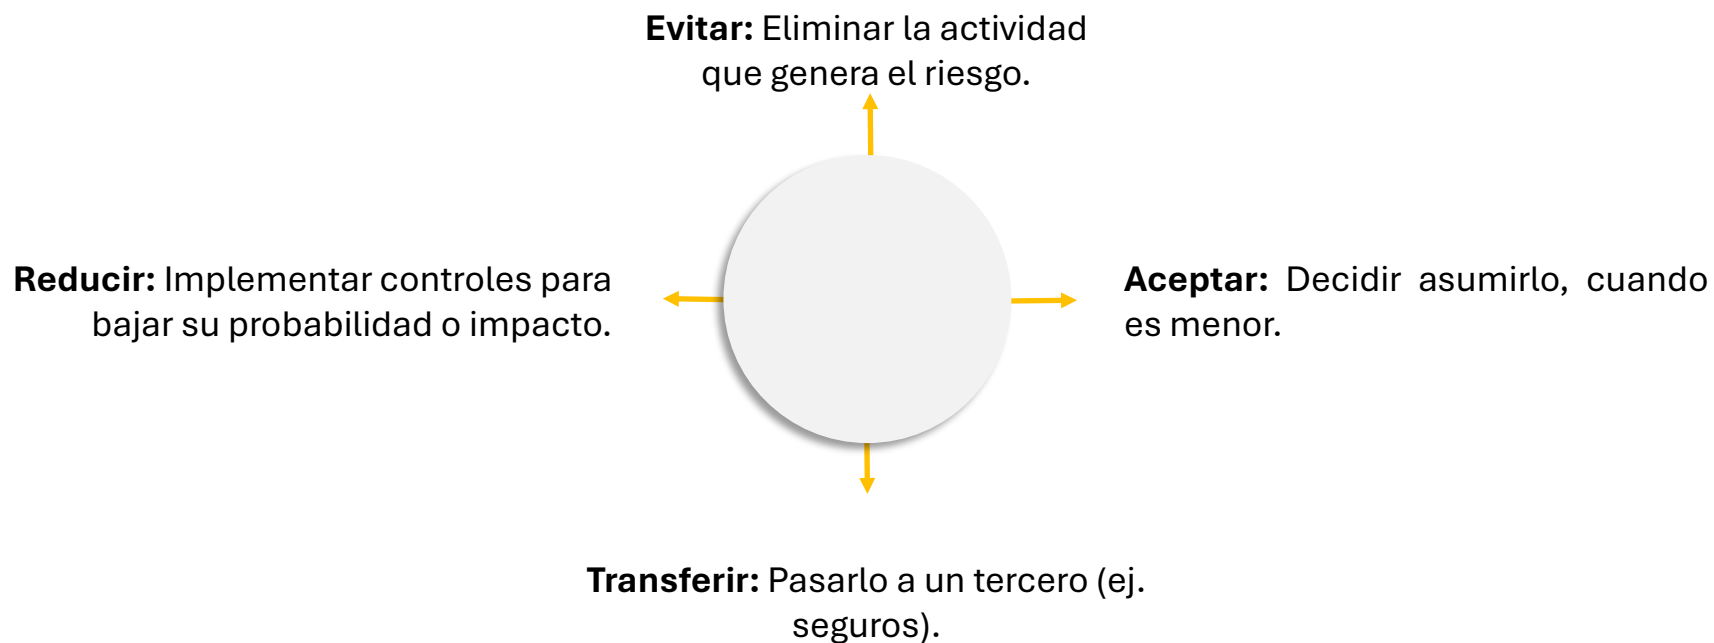 Evitar: Eliminar la actividad
que genera el riesgo.
Reducir: Implementar controles para
bajar su probabilidad o impacto.
Aceptar: Decidir asumirlo, cuando
es menor.
Transferir: Pasarlo a un tercero (ej.
seguros).